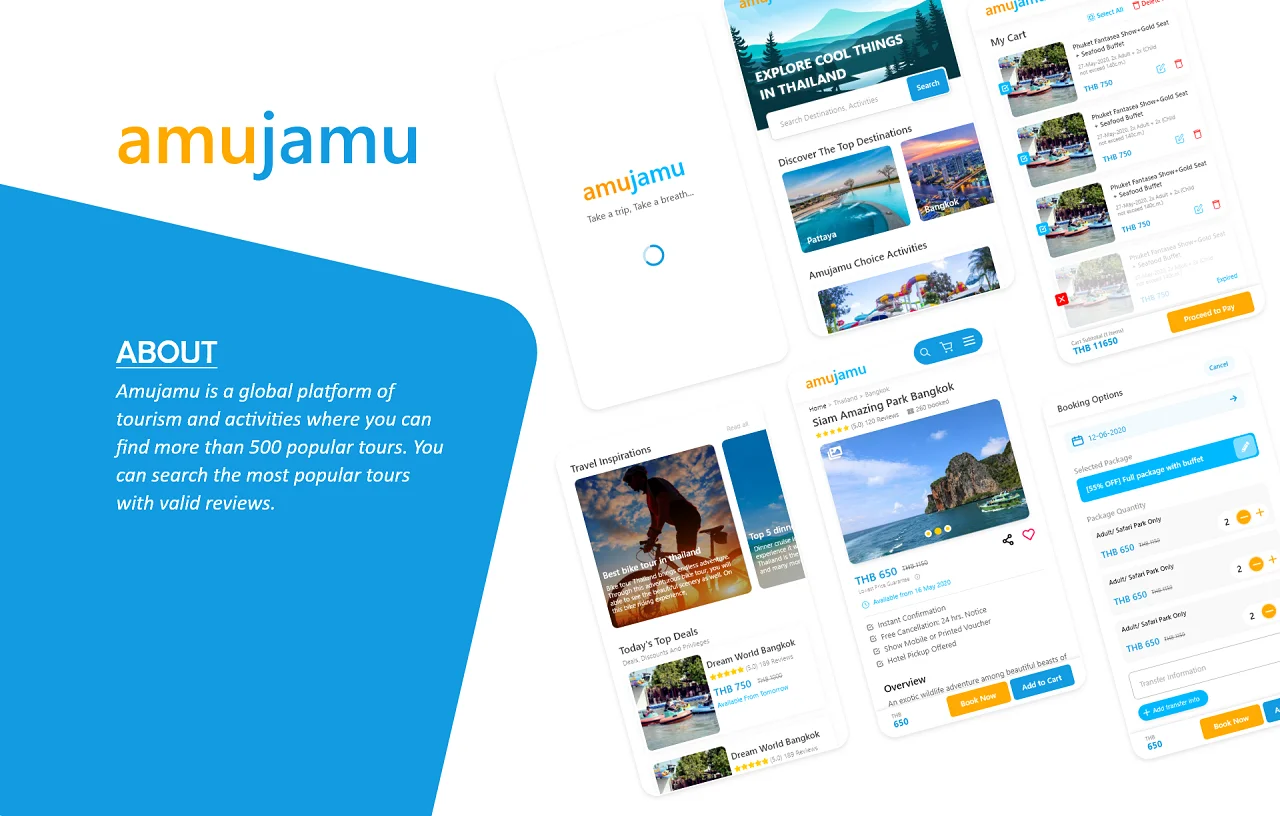 amujamu
ABOUT
Amujamu is a global platform of
tourism and activities where you can
find more than 500 popular tours. You
can search the most popular tours
with valid reviews.
amujamu
Take a trip, Take a breath...
EXPLORE COOL THINGS
IN THAILAND
Search Destinations, Activities
Search
Discover The Top Destinations
Pattaya
Bangkok
Amujamu Choice Activities
amujamu
Select All
Delete
My Cart
Phuket Fantasea Show+Gold Seat
+ Seafood Buffet
27-May-2020, 2x Adult + 2x (Child
not exceed 140c.m.)
THB 750
Phuket Fantasea Show+Gold Seat
+ Seafood Buffet
27-May-2020, 2x Adult + 2x (Child
not exceed 140c.m.)
THB 750
Phuket Fantasea Show+Gold Seat
+ Seafood Buffet
27-May-2020, 2x Adult + 2x (Child
not exceed 140c.m.)
THB 750
Phuket Fantasea Show+Gold Seat
+ Seafood Buffet
27-May-2020, 2x Adult + 2x (Child
not exceed 140c.m.)
THB 750
Expired
Cart Subtotal (3 items)
THB 11650
Proceed to Pay
Travel Inspirations
Read all
Best bike tour in thailand
Bike tour Thailand brings endless adventure.
Through this adventurous bike tour, you will
able to see the beautiful scenery as well. On
this bike riding experience.
Top 5 dinn
Dinner cruise i
experience it w
Thailand is the
and many mor
Today's Top Deals
Deals, Discounts And Privileges
Dream World Bangkok
(5.0) 189 Reviews
THB 750 THB 1000
Available From Tomorrow
Dream World Bangkok
(5.0) 189 Reviews
amujamu
Home > Thailand > Bangkok
Siam Amazing Park Bangkok
(5.0) 120 Reviews 260 booked
THB 650 THB 1150
Lowest Price Guarantee
Available from 16 May 2020
Instant Confirmation
Free Cancellation: 24 hrs. Notice
Show Mobile or Printed Voucher
Hotel Pickup Offered
Overview
An exotic wildlife adventure among beautiful beasts of
THB
650
Book Now
Add to Cart
Cancel
Booking Options
12-06-2020
Selected Package
[55% OFF] Full package with buffet
Package Quantity
Adult/ Safari Park Only
THB 650 THB 1150
2
Adult/ Safari Park Only
THB 650 THB 1150
2
Adult/ Safari Park Only
THB 650 THB 1150
2
Transfer Information
Add transfer info
THB
650
Book Now
A